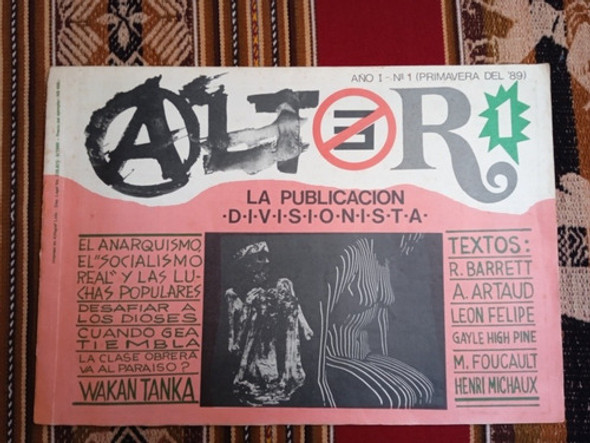 AÑO I - Nº 1 (PRIMAVERA DEL '89)
ALTER
1
LA PUBLICACION
·D·I·V·I·S·I·O·N·I·S·T·A·
EL ANARQUISMO,
EL "SOCIALISMO
REAL" Y LAS LU-
CHAS POPULARES
DESAFIAR A
LOS DIOSES
CUANDO GEA
TIEMBLA
LA CLASE OBRERA
VA AL PARAISO?
WAKAN TANKA
TEXTOS:
R. BARRETT
A. ARTAUD
LEON FELIPE
GAYLE HIGH PINE
M. FOUCAULT
HENRI MICHAUX